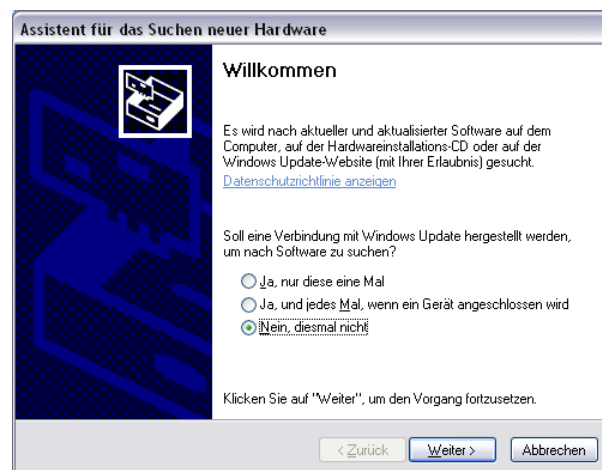 Assistent für das Suchen neuer Hardware
Willkommen
Es wird nach aktueller und aktualisierter Software auf dem
Computer, auf der Hardwareinstallations-CD oder auf der
Windows Update-Website (mit Ihrer Erlaubnis) gesucht.
Datenschutzrichtlinie anzeigen
Soll eine Verbindung mit Windows Update hergestellt werden,
um nach Software zu suchen?
Ja, nur diese eine Mal
Ja, und jedes Mal, wenn ein Gerät angeschlossen wird
Nein, diesmal nicht
Klicken Sie auf "Weiter", um den Vorgang fortzusetzen.
< Zurück Weiter > Abbrechen